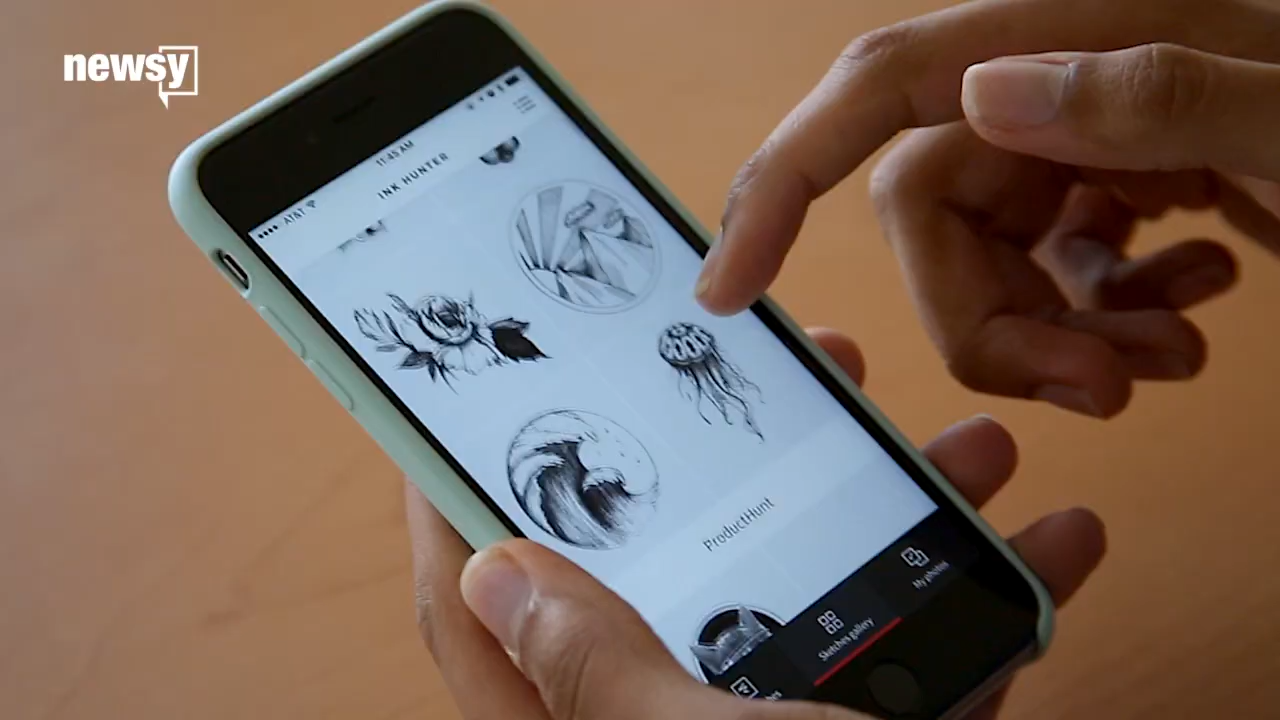 newsy
AT&T
11:45 AM
INK HUNTER
ProductHunt
Sketches gallery
My photos